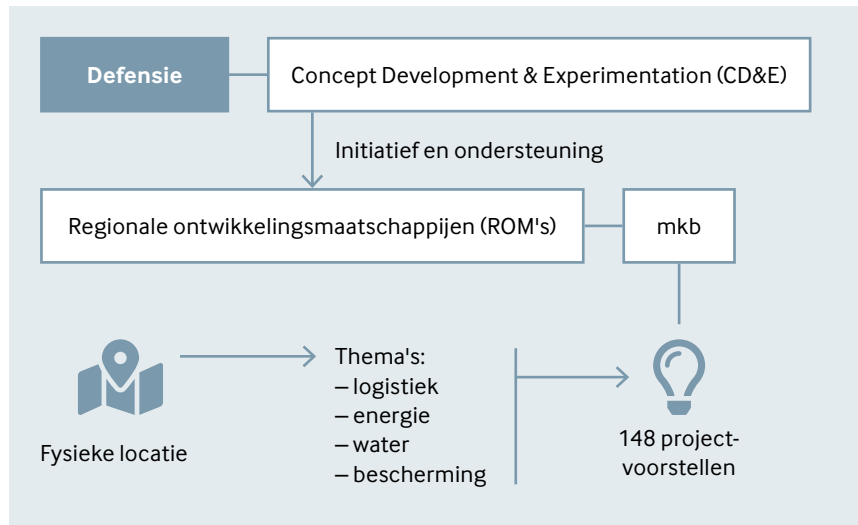 Defensie
Concept Development & Experimentation (CD&E)
Initiatief en ondersteuning
Regionale ontwikkelingsmaatschappijen (ROM's)
mkb
Fysieke locatie
Thema's:
– logistiek
– energie
– water
– bescherming
148 project-
voorstellen